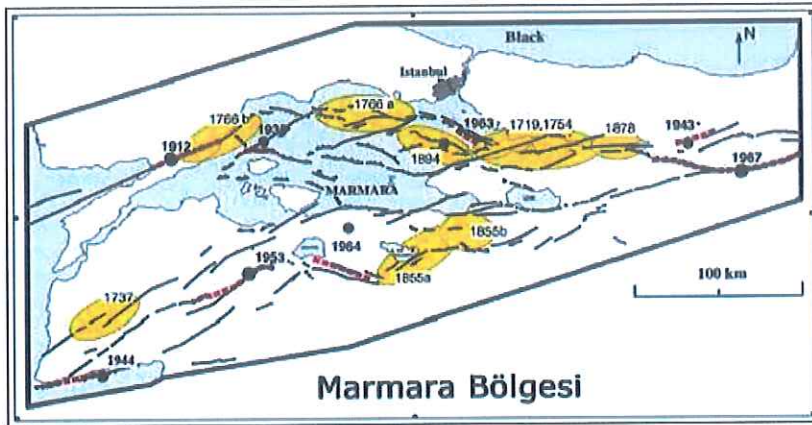 Black
N
Istanbul
1766 a
1766 b
1963
1719,1754
1878
1943
1912
1894
1967
MARMARA
1964
1855b
1953
1855a
100 km
1737
1944
Marmara Bölgesi